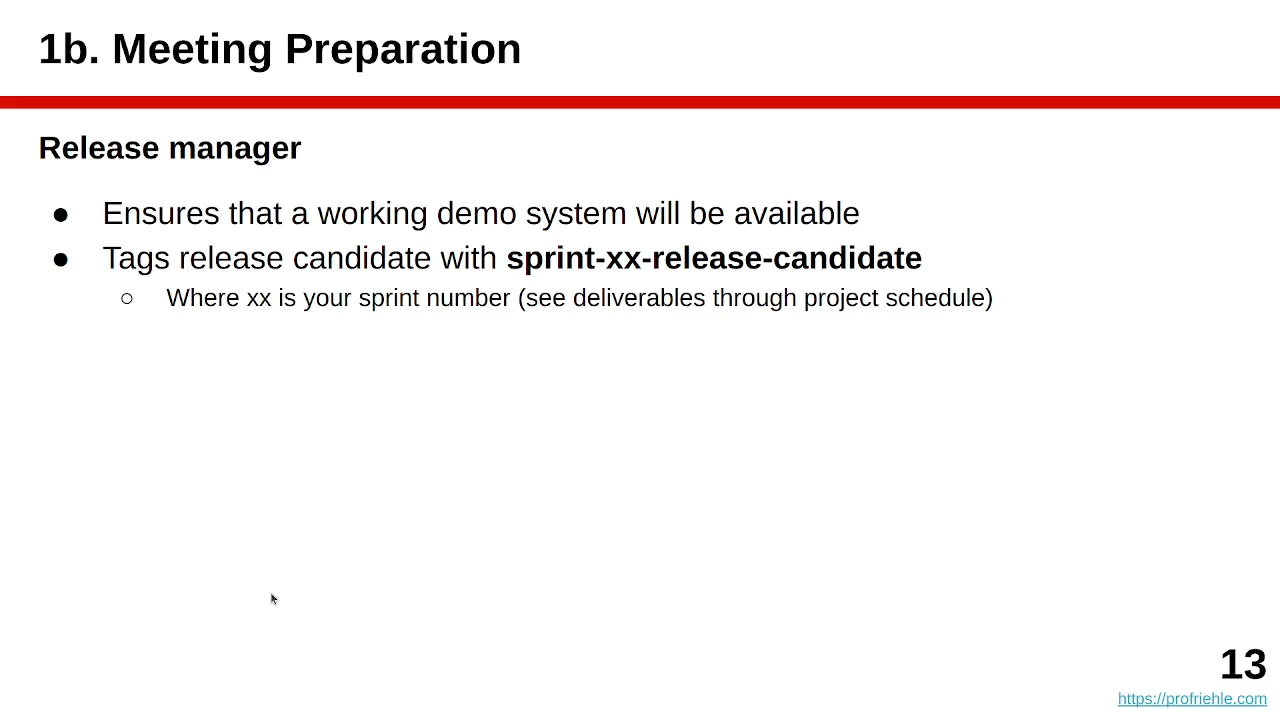 1b. Meeting Preparation
Release manager
● Ensures that a working demo system will be available
● Tags release candidate with sprint-xx-release-candidate
○ Where xx is your sprint number (see deliverables through project schedule)
13
https://profriehle.com